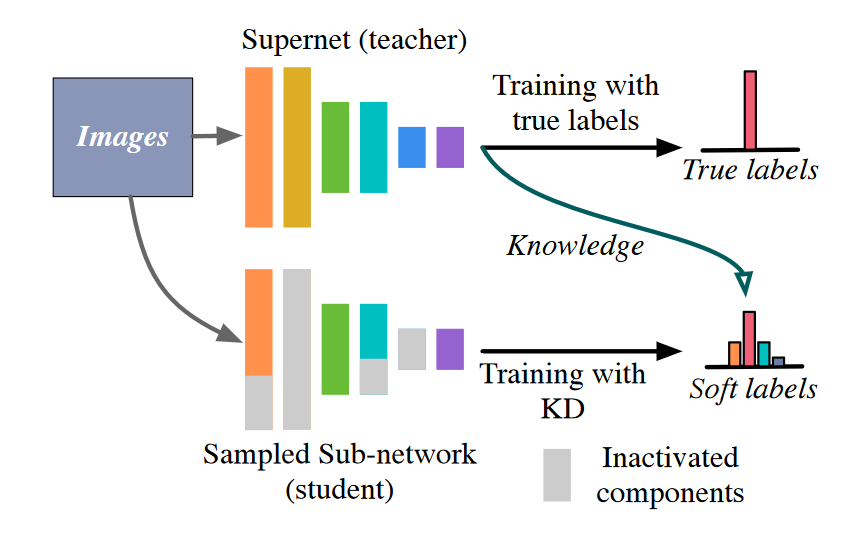 Supernet (teacher)
Images
Training with
true labels
True labels
Knowledge
Training with
KD
Soft labels
Sampled Sub-network
(student)
Inactivated
components